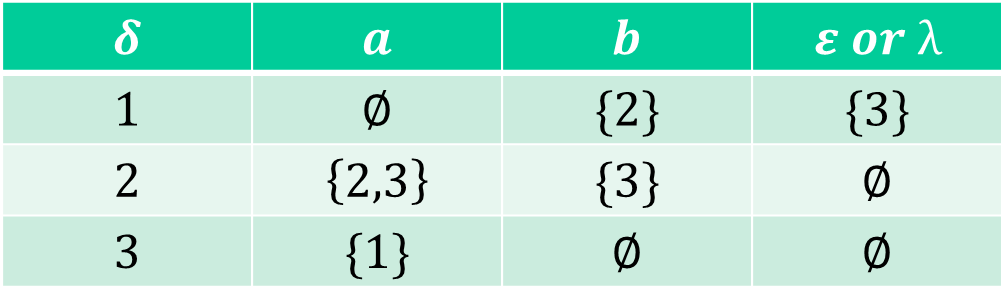 δ a b ε or λ
1 ∅ {2} {3}
2 {2,3} {3} ∅
3 {1} ∅ ∅